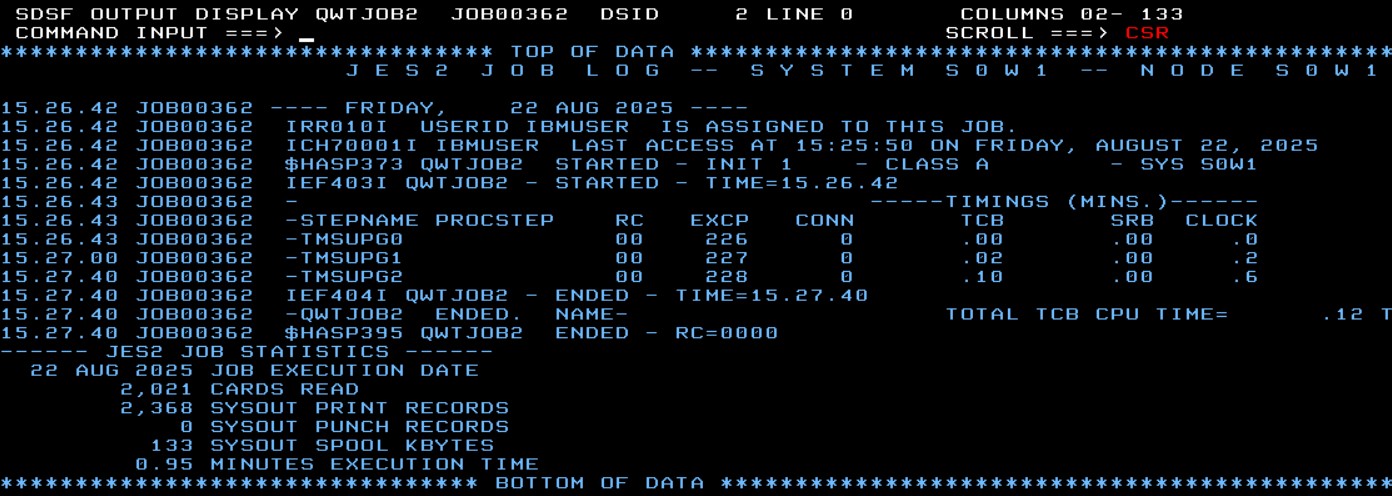 SDSF OUTPUT DISPLAY QWTJOB2  JOB00362  DSID     2 LINE 0       COLUMNS 02- 133
COMMAND INPUT ===> _                                          SCROLL ===> CSR
********************************* TOP OF DATA ***********************************************
                       J E S 2  J O B  L O G  --  S Y S T E M  S 0 W 1  --  N O D E  S 0 W 1

15.26.42 JOB00362 ---- FRIDAY,    22 AUG 2025 ----
15.26.42 JOB00362  IRR010I  USERID IBMUSER  IS ASSIGNED TO THIS JOB.
15.26.42 JOB00362  ICH70001I IBMUSER  LAST ACCESS AT 15:25:50 ON FRIDAY, AUGUST 22, 2025
15.26.42 JOB00362  $HASP373 QWTJOB2  STARTED - INIT 1    - CLASS A        - SYS S0W1
15.26.42 JOB00362  IEF403I QWTJOB2 - STARTED - TIME=15.26.42
15.26.43 JOB00362  -                                      -----TIMINGS (MINS.)------
15.26.43 JOB00362  -STEPNAME PROCSTEP    RC   EXCP   CONN       TCB       SRB  CLOCK
15.26.43 JOB00362  -TMSUPG0              00    226      0       .00       .00     .0
15.27.00 JOB00362  -TMSUPG1              00    227      0       .02       .00     .2
15.27.40 JOB00362  -TMSUPG2              00    228      0       .10       .00     .6
15.27.40 JOB00362  IEF404I QWTJOB2 - ENDED - TIME=15.27.40
15.27.40 JOB00362  -QWTJOB2  ENDED.  NAME-                     TOTAL TCB CPU TIME=      .12 T
15.27.40 JOB00362  $HASP395 QWTJOB2  ENDED - RC=0000
------ JES2 JOB STATISTICS ------
  22 AUG 2025 JOB EXECUTION DATE
        2,021 CARDS READ
        2,368 SYSOUT PRINT RECORDS
            0 SYSOUT PUNCH RECORDS
          133 SYSOUT SPOOL KBYTES
         0.95 MINUTES EXECUTION TIME
******************************** BOTTOM OF DATA *********************************************